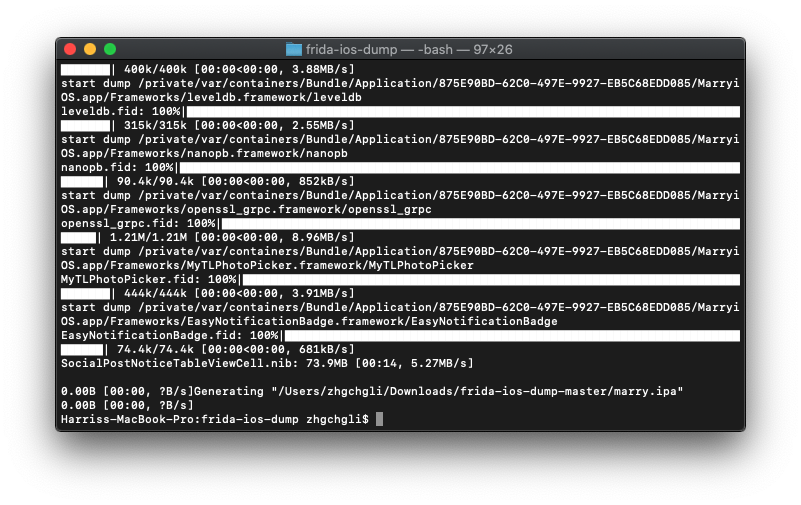 frida-ios-dump — -bash — 97×26
| 400k/400k [00:00<00:00, 3.88MB/s]
start dump /private/var/containers/Bundle/Application/875E90BD-62C0-497E-9927-EB5C68EDD085/Marryi
OS.app/Frameworks/leveldb.framework/leveldb
leveldb.fid: 100%|
| 315k/315k [00:00<00:00, 2.55MB/s]
start dump /private/var/containers/Bundle/Application/875E90BD-62C0-497E-9927-EB5C68EDD085/Marryi
OS.app/Frameworks/nanopb.framework/nanopb
nanopb.fid: 100%|
| 90.4k/90.4k [00:00<00:00, 852kB/s]
start dump /private/var/containers/Bundle/Application/875E90BD-62C0-497E-9927-EB5C68EDD085/Marryi
OS.app/Frameworks/openssl_grpc.framework/openssl_grpc
openssl_grpc.fid: 100%|
| 1.21M/1.21M [00:00<00:00, 8.96MB/s]
start dump /private/var/containers/Bundle/Application/875E90BD-62C0-497E-9927-EB5C68EDD085/Marryi
OS.app/Frameworks/MyTLPhotoPicker.framework/MyTLPhotoPicker
MyTLPhotoPicker.fid: 100%|
| 444k/444k [00:00<00:00, 3.91MB/s]
start dump /private/var/containers/Bundle/Application/875E90BD-62C0-497E-9927-EB5C68EDD085/Marryi
OS.app/Frameworks/EasyNotificationBadge.framework/EasyNotificationBadge
EasyNotificationBadge.fid: 100%|
| 74.4k/74.4k [00:00<00:00, 681kB/s]
SocialPostNoticeTableViewCell.nib: 73.9MB [00:14, 5.27MB/s]
0.00B [00:00, ?B/s]Generating "/Users/zhgchgli/Downloads/frida-ios-dump-master/marry.ipa"
0.00B [00:00, ?B/s]
Harriss-MacBook-Pro:frida-ios-dump zhgchgli$